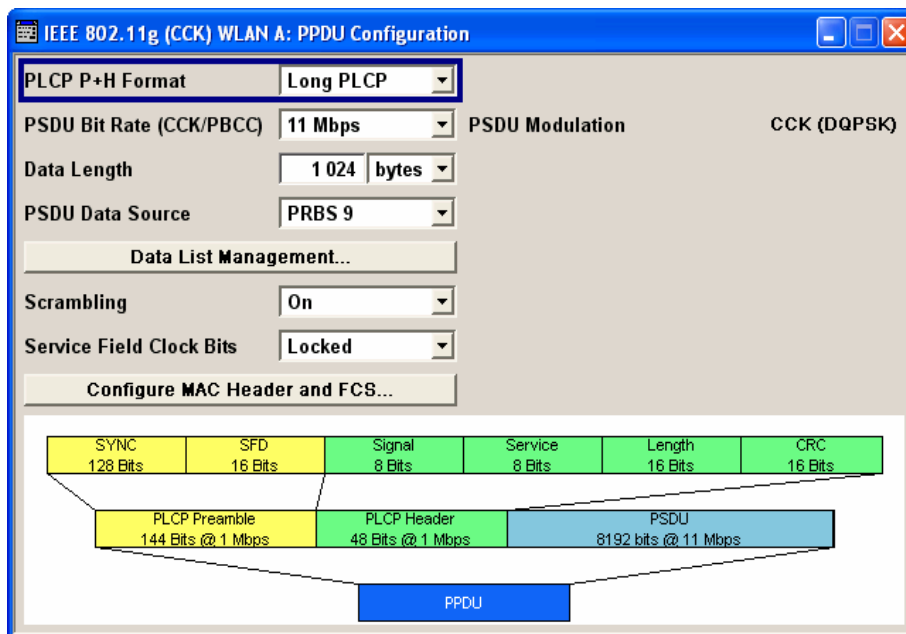 IEEE 802.11g (CCK) WLAN A: PPDU Configuration
PLCP P+H Format Long PLCP
PSDU Bit Rate (CCK/PBCC) 11 Mbps PSDU Modulation CCK (DQPSK)
Data Length 1 024 bytes
PSDU Data Source PRBS 9
Data List Management...
Scrambling On
Service Field Clock Bits Locked
Configure MAC Header and FCS...
SYNC SFD Signal Service Length CRC
128 Bits 16 Bits 8 Bits 8 Bits 16 Bits 16 Bits
PLCP Preamble PLCP Header PSDU
144 Bits @ 1 Mbps 48 Bits @ 1 Mbps 8192 bits @ 11 Mbps
PPDU